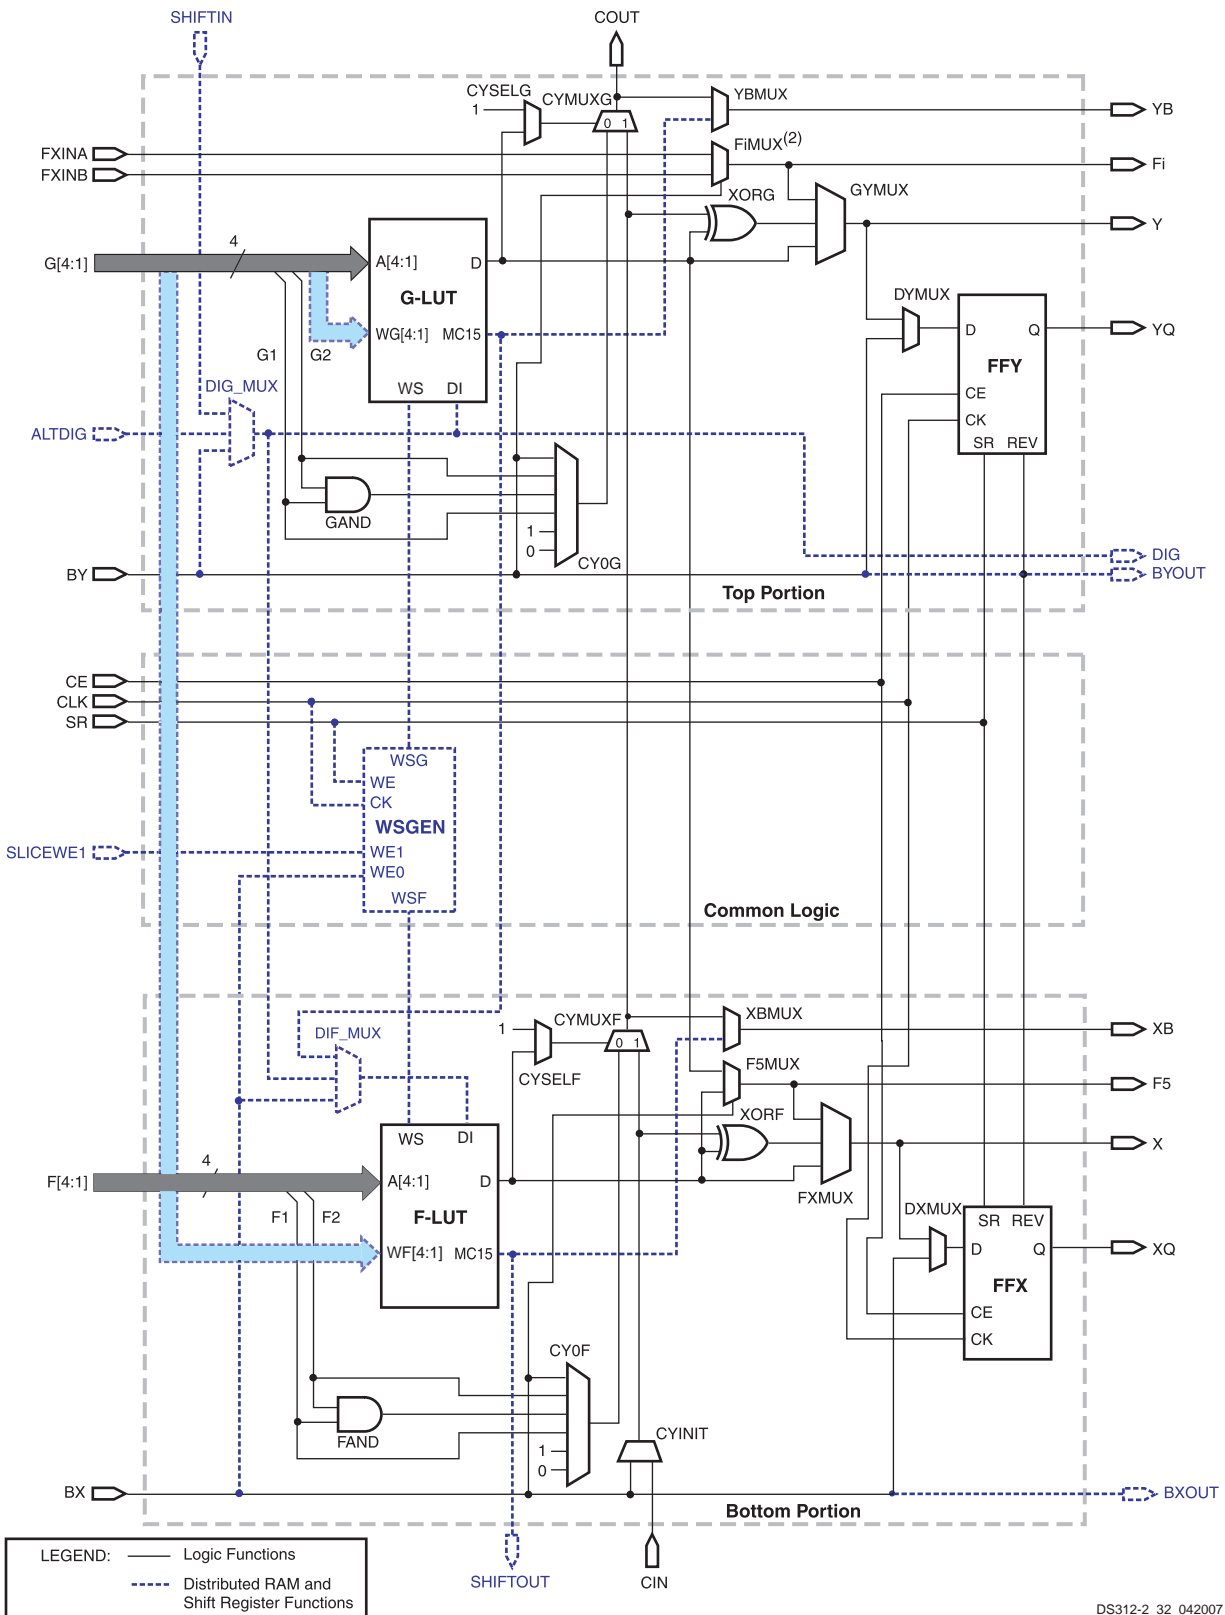 SHIFTIN
COUT
CYSELG
1
CYMUXG
0 1
YBMUX
YB
FXINA
FXINB
FiMUX(2)
Fi
XORG
GYMUX
Y
G[4:1]
4
A[4:1]
D
G-LUT
WG[4:1]
MC15
WS
DI
G1
G2
DYMUX
D
Q
FFY
CE
CK
SR
REV
YQ
DIG_MUX
ALTDIG
GAND
1
0
CY0G
DIG
BY
BYOUT
Top Portion
CE
CLK
SR
WSG
WE
CK
WSGEN
SLICEWE1
WE1
WE0
WSF
Common Logic
DIF_MUX
1
CYMUXF
0 1
CYSELF
XBMUX
XB
F5MUX
F5
XORF
X
FXMUX
WS
DI
F[4:1]
4
A[4:1]
D
F-LUT
WF[4:1]
MC15
F1
F2
DXMUX
SR
REV
D
Q
FFX
CE
CK
XQ
CY0F
FAND
1
0
CYINIT
BX
BXOUT
Bottom Portion
LEGEND:
Logic Functions
Distributed RAM and
Shift Register Functions
SHIFTOUT
CIN
DS312-2_32_042007